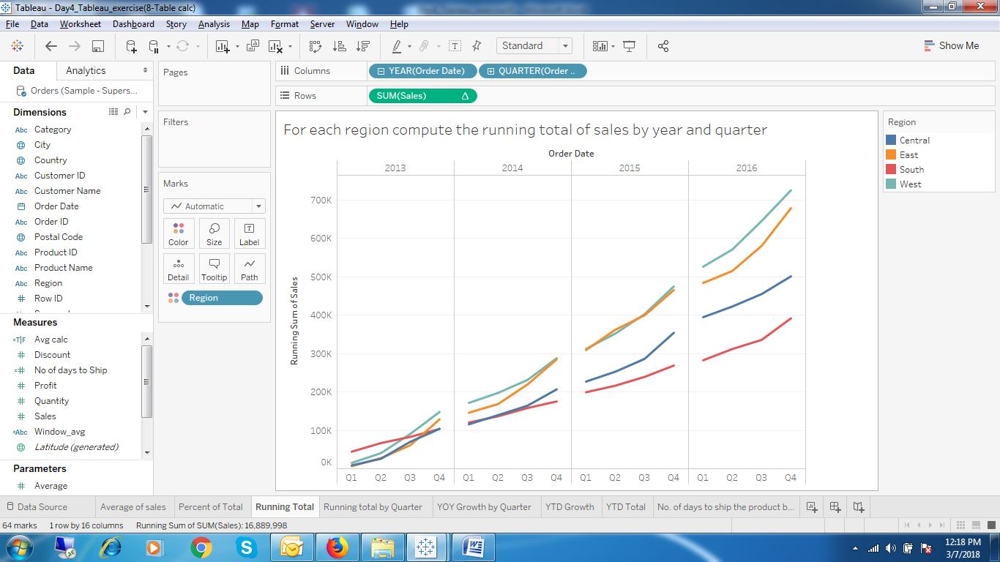 Tableau - Day4_Tableau_exercise(8-Table calc)
File Data Worksheet Dashboard Story Analysis Map Format Server Window Help
Standard
Show Me
Data Analytics
Orders (Sample - Supers...
Dimensions
Abc Category
City
Country
Abc Customer ID
Abc Customer Name
Order Date
Abc Order ID
Postal Code
Abc Product ID
Abc Product Name
Abc Region
# Row ID
Measures
=T|F Avg calc
# Discount
=# No of days to Ship
# Profit
# Quantity
# Sales
=Abc Window_avg
Latitude (generated)
Parameters
# Average
Pages
Filters
Marks
Automatic
Color Size Label
Detail Tooltip Path
Region
Columns YEAR(Order Date) QUARTER(Order ..
Rows SUM(Sales) Δ
For each region compute the running total of sales by year and quarter
Order Date
2013 2014 2015 2016
Running Sum of Sales
700K
600K
500K
400K
300K
200K
100K
0K
Q1 Q2 Q3 Q4 Q1 Q2 Q3 Q4 Q1 Q2 Q3 Q4 Q1 Q2 Q3 Q4
Region
Central
East
South
West
Data Source Average of sales Percent of Total Running Total Running total by Quarter YOY Growth by Quarter YTD Growth YTD Total No. of days to ship the product b...
64 marks 1 row by 16 columns Running Sum of SUM(Sales): 16,889,998
12:18 PM
3/7/2018